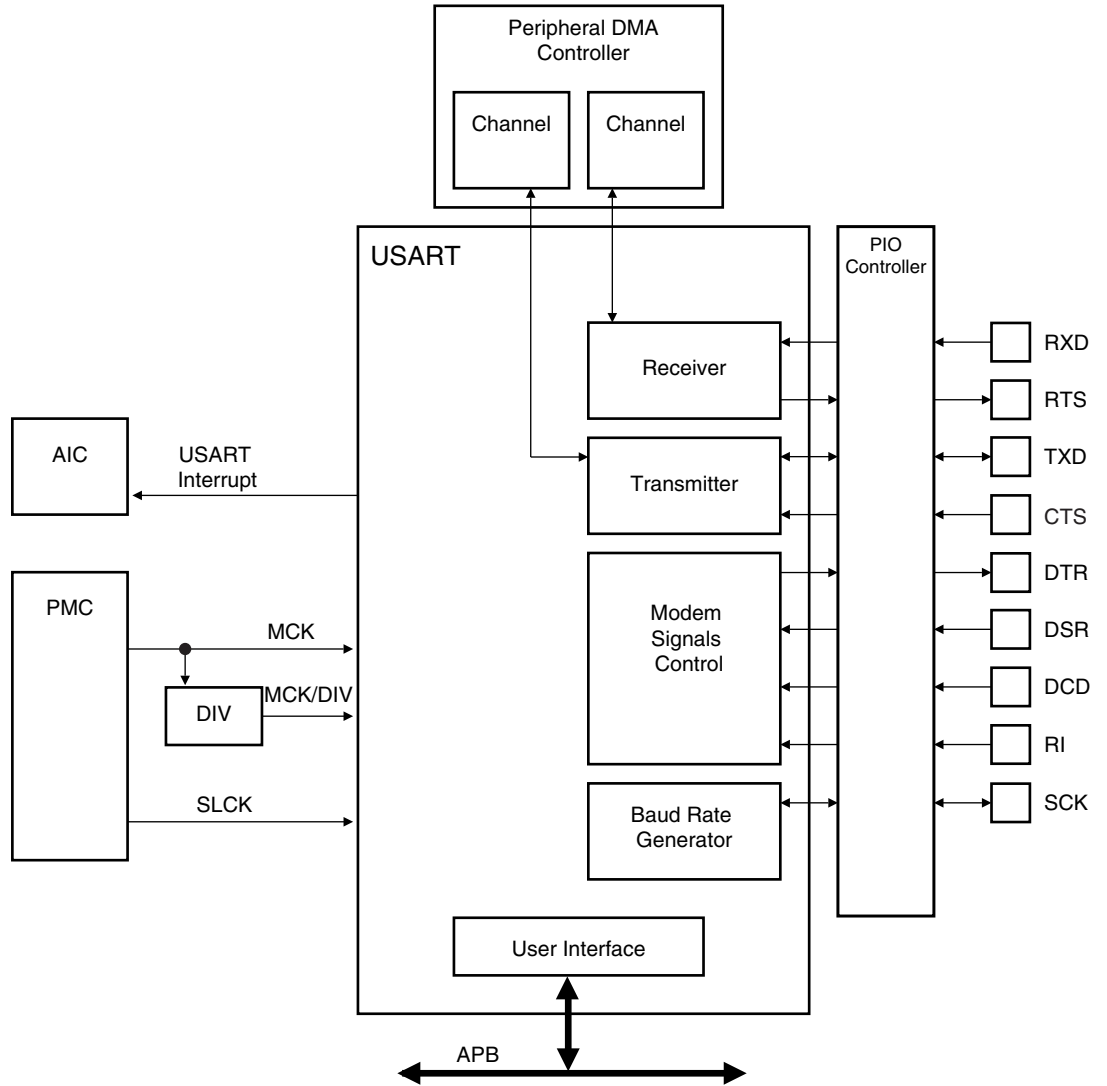 Peripheral DMA
Controller
Channel
Channel
USART
PIO
Controller
Receiver
RXD
RTS
AIC
USART
Interrupt
Transmitter
TXD
CTS
PMC
MCK
DIV
MCK/DIV
SLCK
Modem
Signals
Control
DTR
DSR
DCD
RI
Baud Rate
Generator
SCK
User Interface
APB